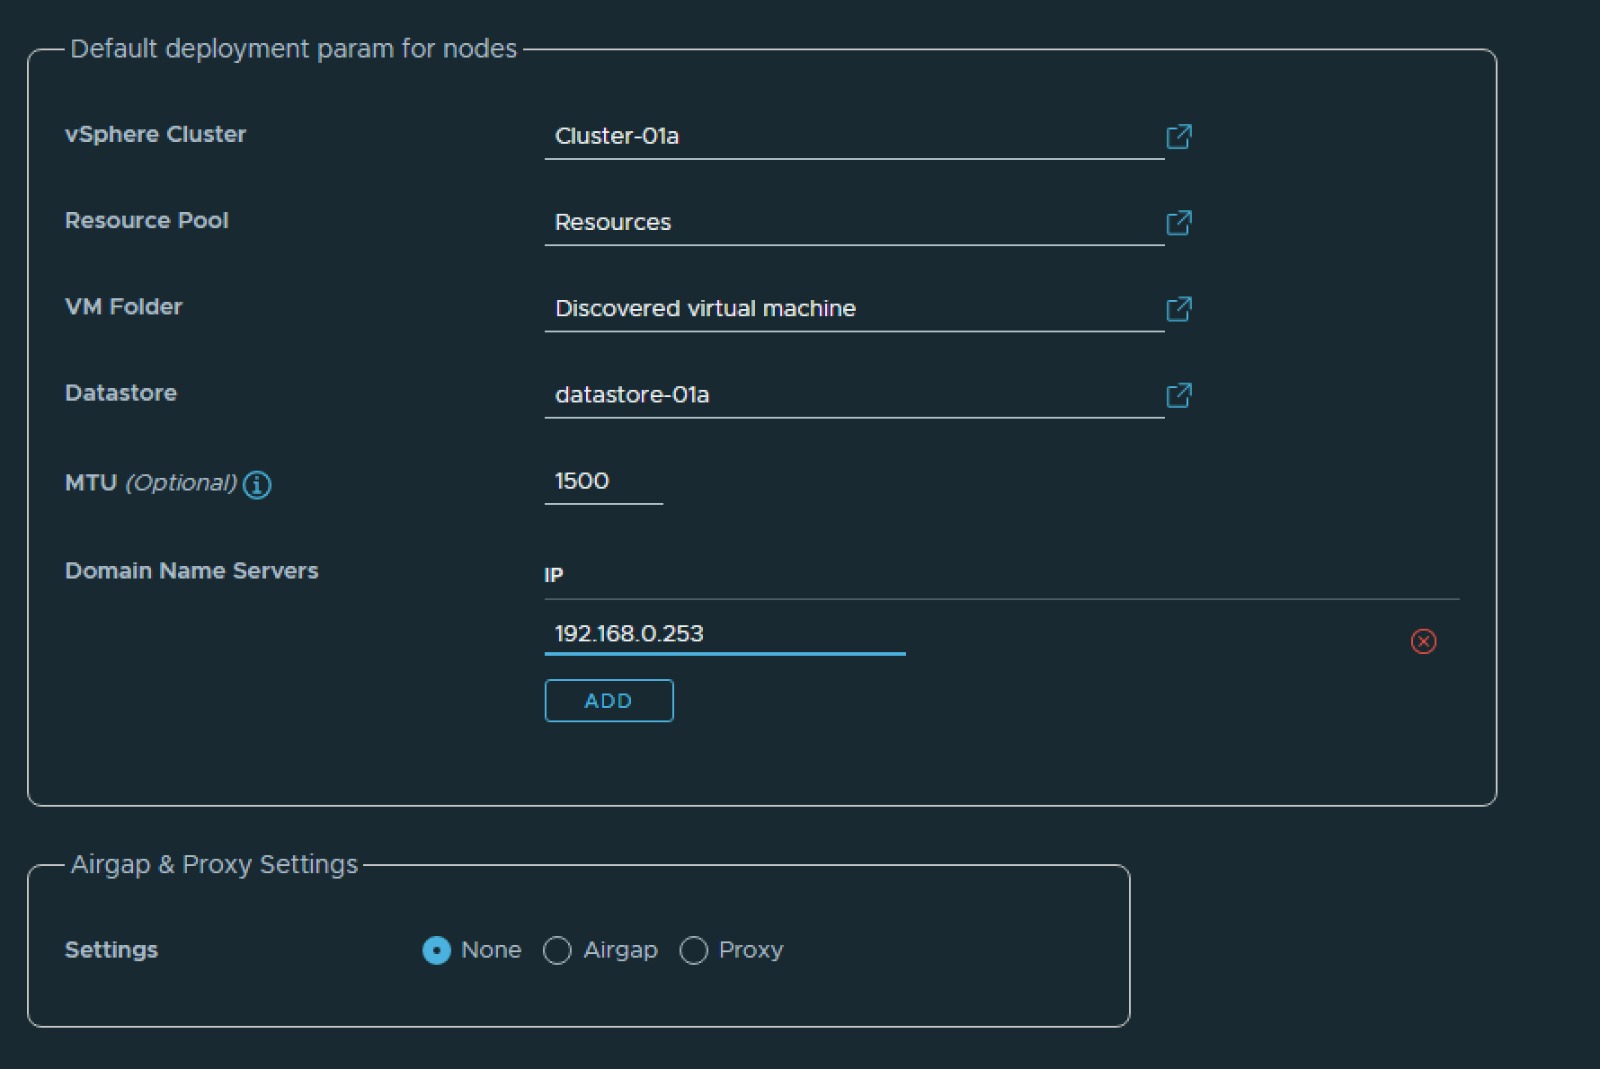 Default deployment param for nodes
vSphere Cluster Cluster-01a
Resource Pool Resources
VM Folder Discovered virtual machine
Datastore datastore-01a
MTU (Optional) 1500
Domain Name Servers IP
192.168.0.253
ADD
Airgap & Proxy Settings
Settings None Airgap Proxy